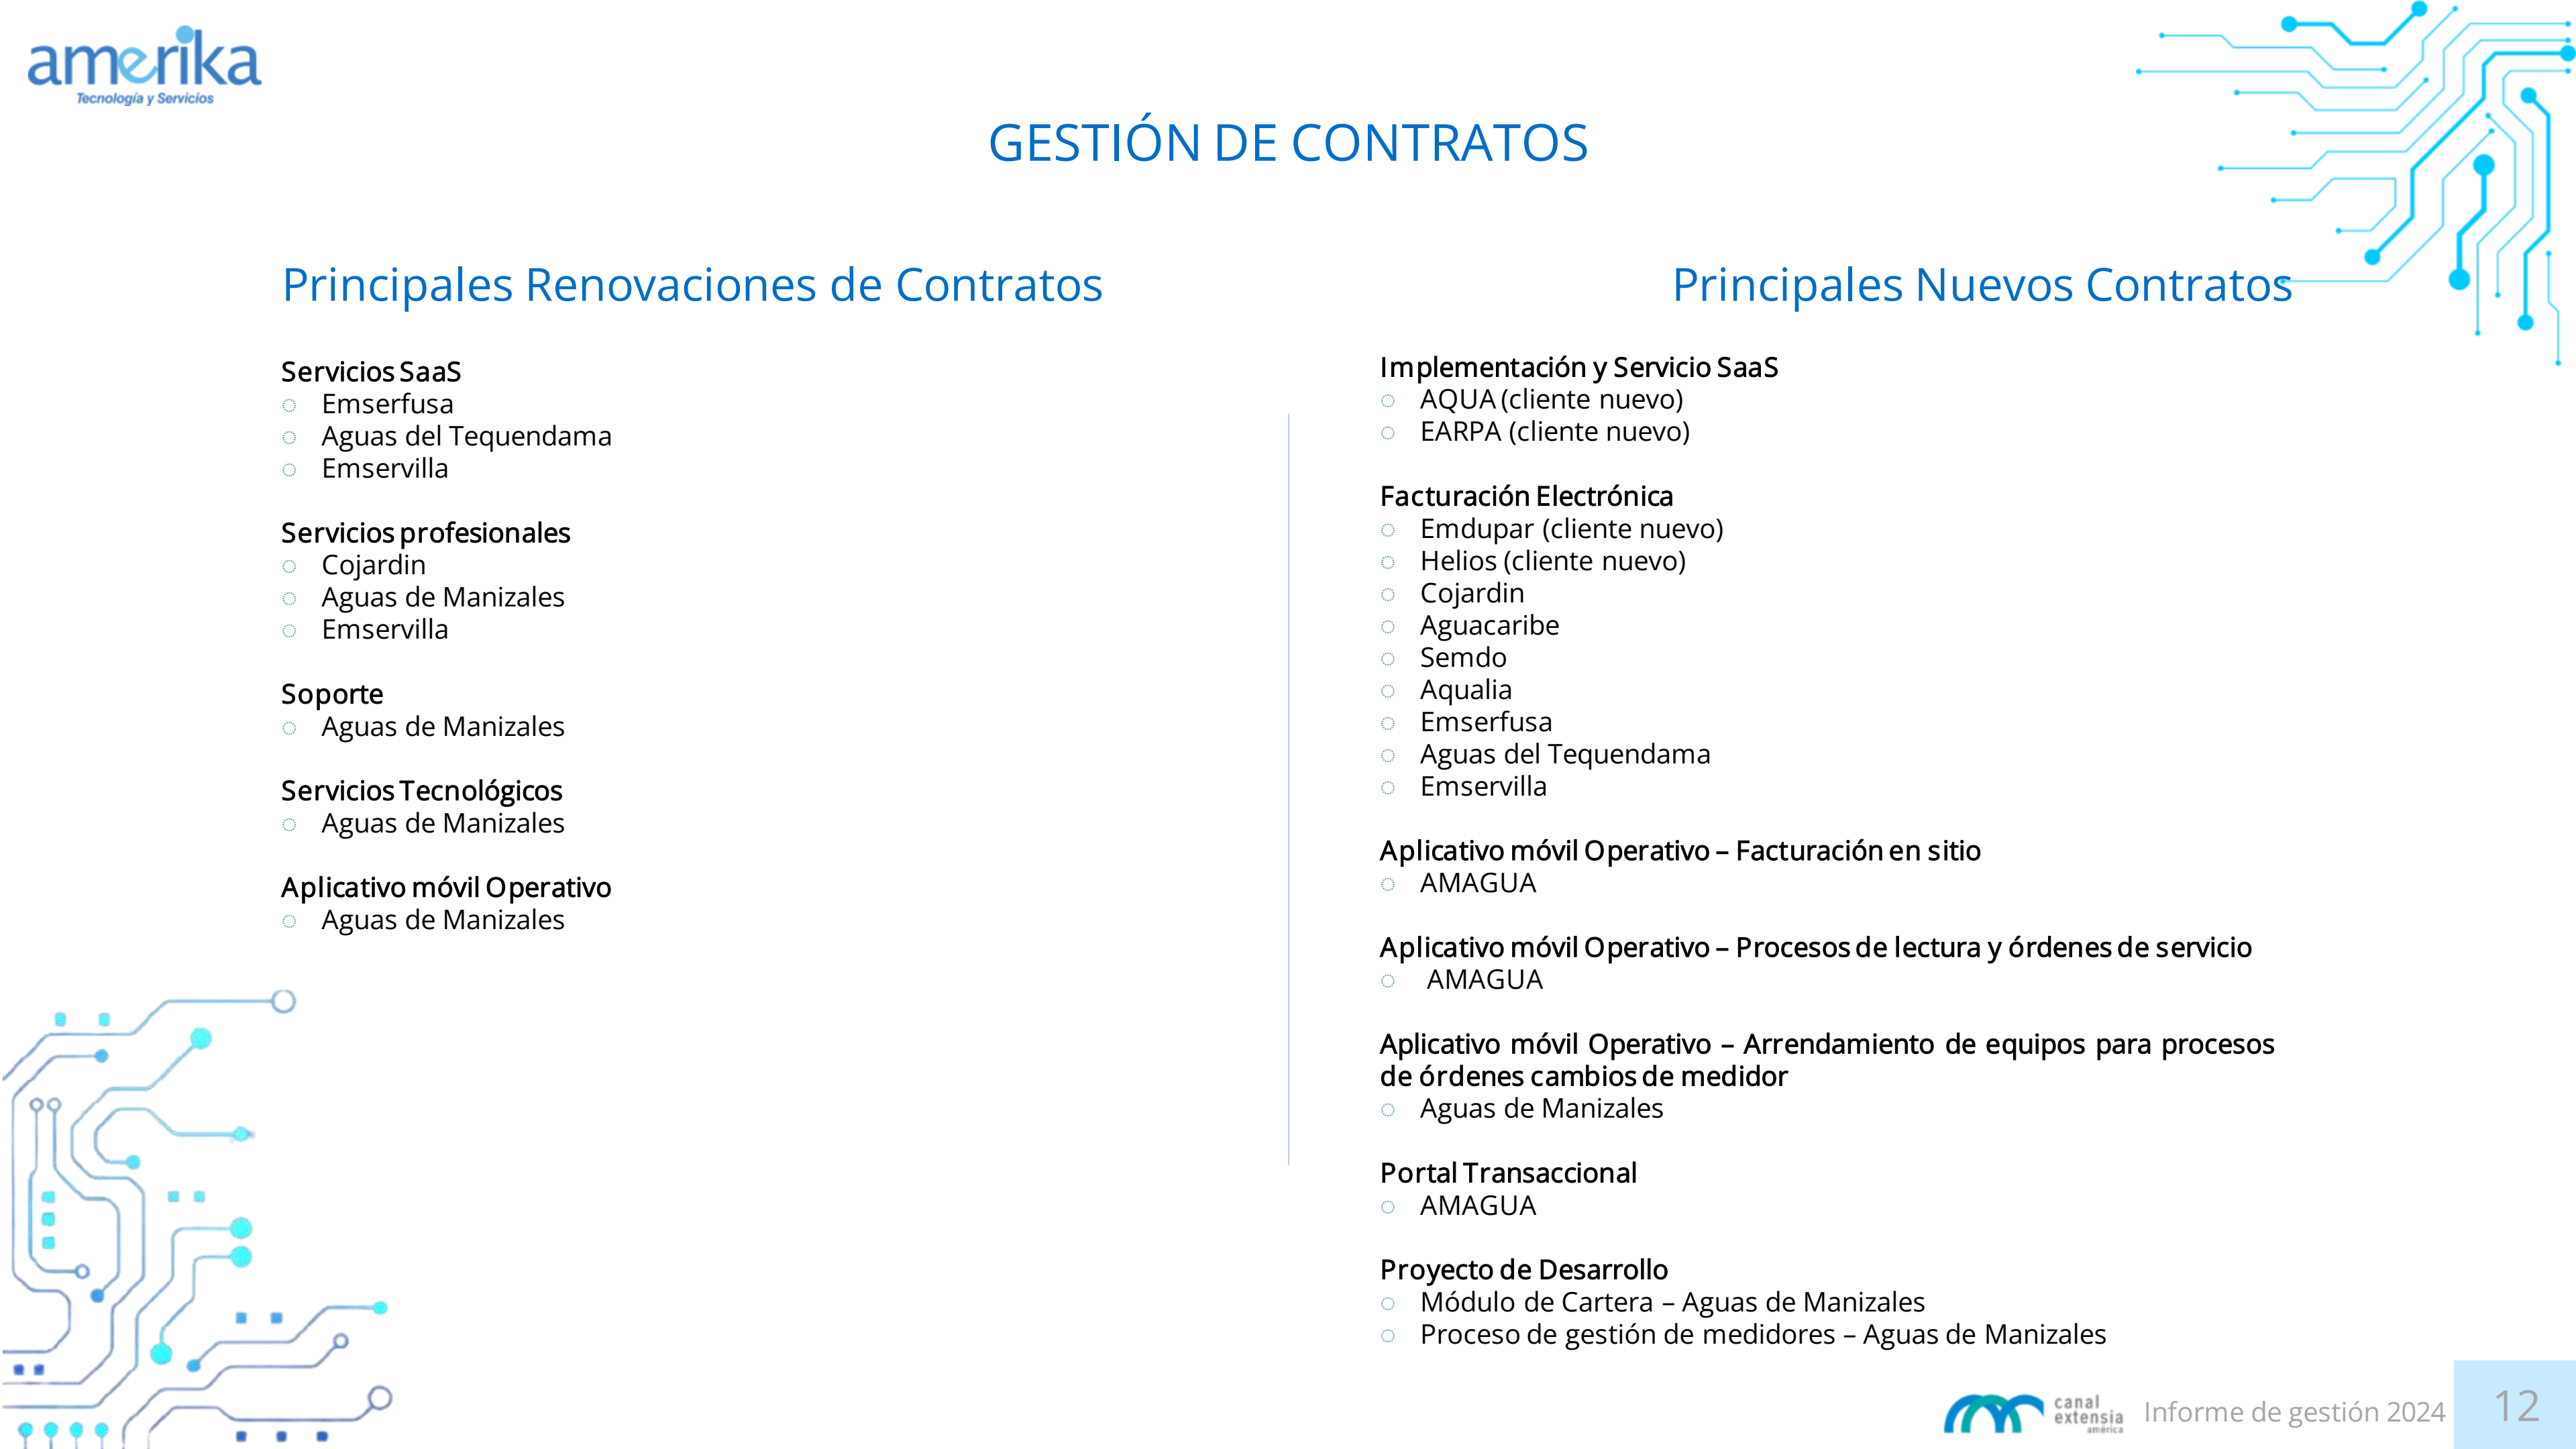 amerika
Tecnología y Servicios
GESTIÓN DE CONTRATOS
Principales Renovaciones de Contratos
Servicios SaaS
Emserfusa
Aguas del Tequendama
Emservilla
Servicios profesionales
Cojardin
Aguas de Manizales
Emservilla
Soporte
Aguas de Manizales
Servicios Tecnológicos
Aguas de Manizales
Aplicativo móvil Operativo
Aguas de Manizales
Principales Nuevos Contratos
Implementación y Servicio SaaS
AQUA (cliente nuevo)
EARPA (cliente nuevo)
Facturación Electrónica
Emdupar (cliente nuevo)
Helios (cliente nuevo)
Cojardin
Aguacaribe
Semdo
Aqualia
Emserfusa
Aguas del Tequendama
Emservilla
Aplicativo móvil Operativo – Facturación en sitio
AMAGUA
Aplicativo móvil Operativo – Procesos de lectura y órdenes de servicio
AMAGUA
Aplicativo móvil Operativo – Arrendamiento de equipos para procesos
de órdenes cambios de medidor
Aguas de Manizales
Portal Transaccional
AMAGUA
Proyecto de Desarrollo
Módulo de Cartera – Aguas de Manizales
Proceso de gestión de medidores – Aguas de Manizales
canal
extensia
américa
Informe de gestión 2024
12